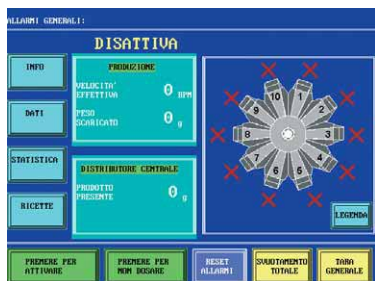 ALLARMI GENERALI:
DISATTIVA
INFO
DATI
STATISTICA
RICETTE
PRODUZIONE
VELOCITA'
EFFETTIVA 0 BPM
PESO
SCARICATO 0 g
DISTRIBUTORE CENTRALE
PRODOTTO
PRESENTE 0 g
10 1
9 2
8 3
7 4
6 5
LEGENDA
PREMERE PER
ATTIVARE
PREMERE PER
NON DOSARE
RESET
ALLARMI
SVUOTAMENTO
TOTALE
TARA
GENERALE